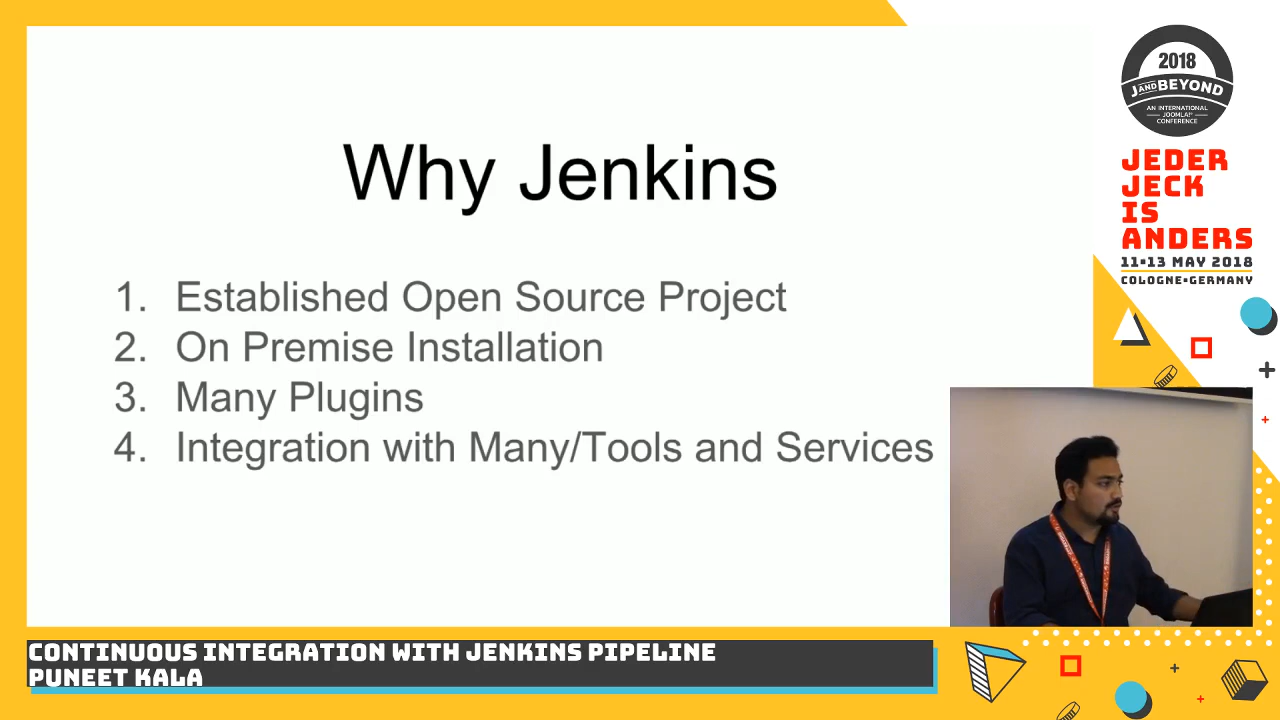 Why Jenkins
1. Established Open Source Project
2. On Premise Installation
3. Many Plugins
4. Integration with Many/Tools and Services
2018
J AND BEYOND
AN INTERNATIONAL
JOOMLA!
CONFERENCE
JEDER
JECK
IS
ANDERS
11-13 MAY 2018
COLOGNE-GERMANY
CONTINUOUS INTEGRATION WITH JENKINS PIPELINE
PUNEET KALA